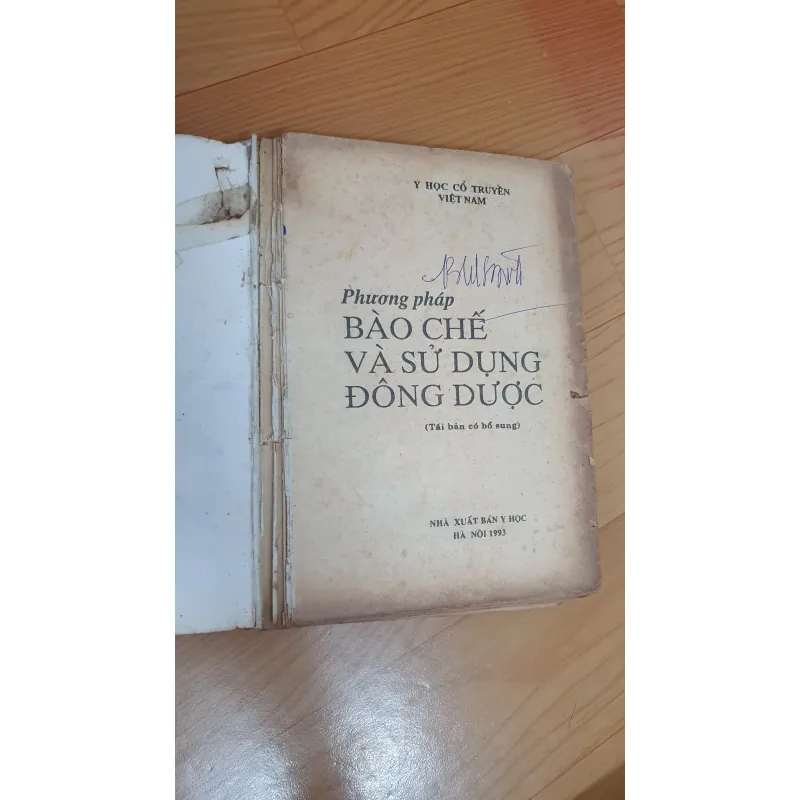 Y HỌC CỔ TRUYỀN
VIỆT NAM
Phương pháp
BÀO CHẾ
VÀ SỬ DỤNG
ĐÔNG DƯỢC
(Tái bản có bổ sung)
NHÀ XUẤT BẢN Y HỌC
HÀ NỘI 1993